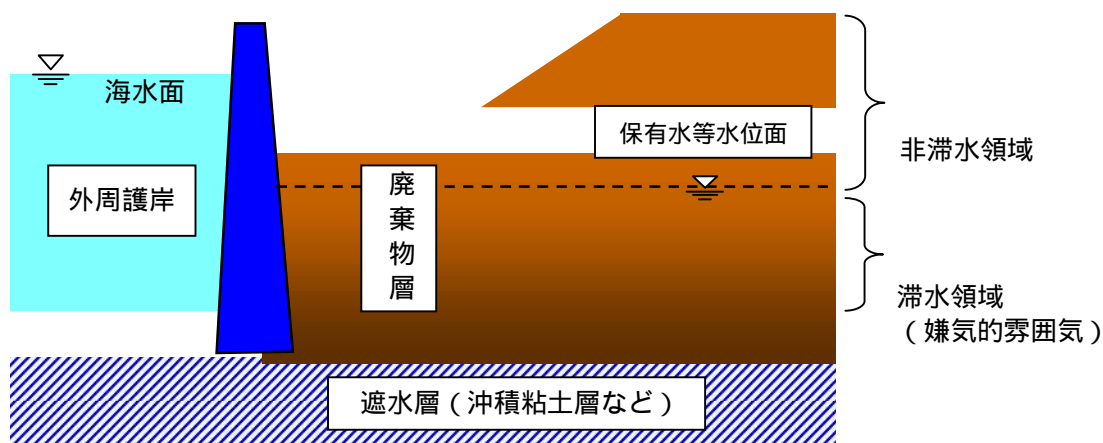 海水面
保有水等水位面
非滞水領域
外周護岸
廃棄物層
滞水領域
（嫌気的雰囲気）
遮水層（沖積粘土層など）